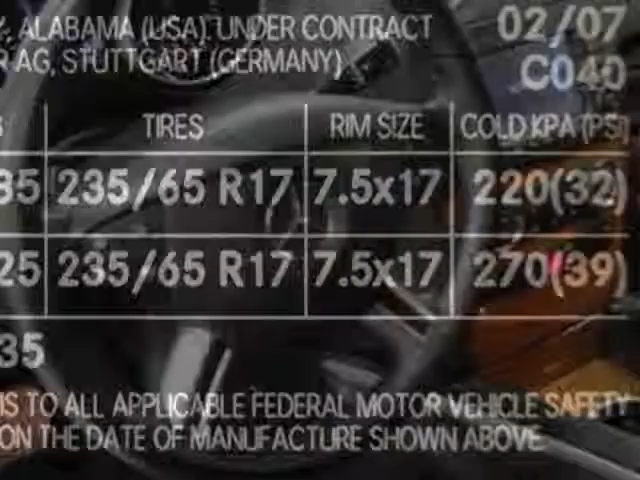 ALABAMA (USA). UNDER CONTRACT 02/07
AG, STUTTGART (GERMANY) C040
TIRES RIM SIZE COLD KPA (PSI)
35 235/65 R17 7.5x17 220(32)
25 235/65 R17 7.5x17 270(39)
35
IS TO ALL APPLICABLE FEDERAL MOTOR VEHICLE SAFETY
ON THE DATE OF MANUFACTURE SHOWN ABOVE